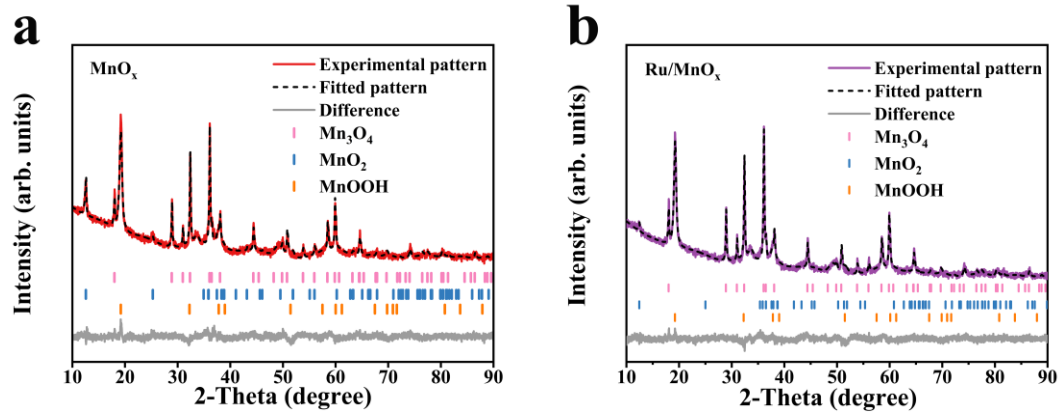 a
MnOₓ
Experimental pattern
Fitted pattern
Difference
Mn₃O₄
MnO₂
MnOOH
Intensity (arb. units)
10 20 30 40 50 60 70 80 90
2-Theta (degree)
b
Ru/MnOₓ
Experimental pattern
Fitted pattern
Difference
Mn₃O₄
MnO₂
MnOOH
Intensity (arb. units)
10 20 30 40 50 60 70 80 90
2-Theta (degree)